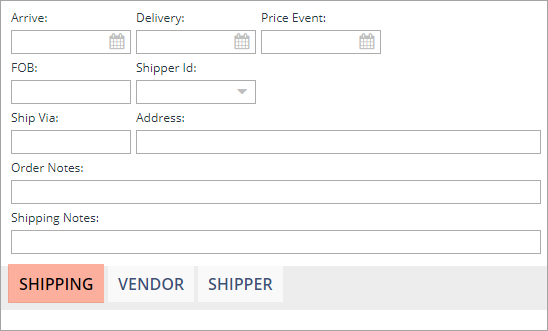 Arrive: Delivery: Price Event:
FOB: Shipper Id:
Ship Via: Address:
Order Notes:
Shipping Notes:
SHIPPING VENDOR SHIPPER